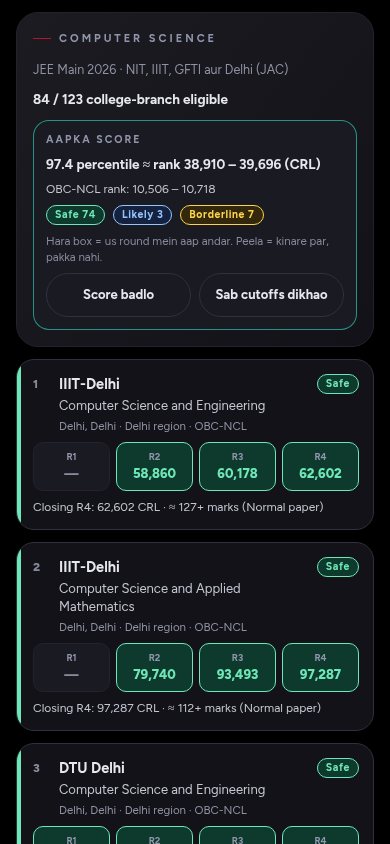 COMPUTER SCIENCE
JEE Main 2026 · NIT, IIIT, GFTI aur Delhi (JAC)
84 / 123 college-branch eligible
AAPKA SCORE
97.4 percentile ≈ rank 38,910 – 39,696 (CRL)
OBC-NCL rank: 10,506 – 10,718
Safe 74 Likely 3 Borderline 7
Hara box = us round mein aap andar. Peela = kinare par,
pakka nahi.
Score badlo Sab cutoffs dikhao
1 IIIT-Delhi Safe
Computer Science and Engineering
Delhi, Delhi · Delhi region · OBC-NCL
R1 R2 R3 R4
— 58,860 60,178 62,602
Closing R4: 62,602 CRL · ≈ 127+ marks (Normal paper)
2 IIIT-Delhi Safe
Computer Science and Applied
Mathematics
Delhi, Delhi · Delhi region · OBC-NCL
R1 R2 R3 R4
— 79,740 93,493 97,287
Closing R4: 97,287 CRL · ≈ 112+ marks (Normal paper)
3 DTU Delhi Safe
Computer Science and Engineering
Delhi, Delhi · Delhi region · OBC-NCL
R1 R2 R3 R4